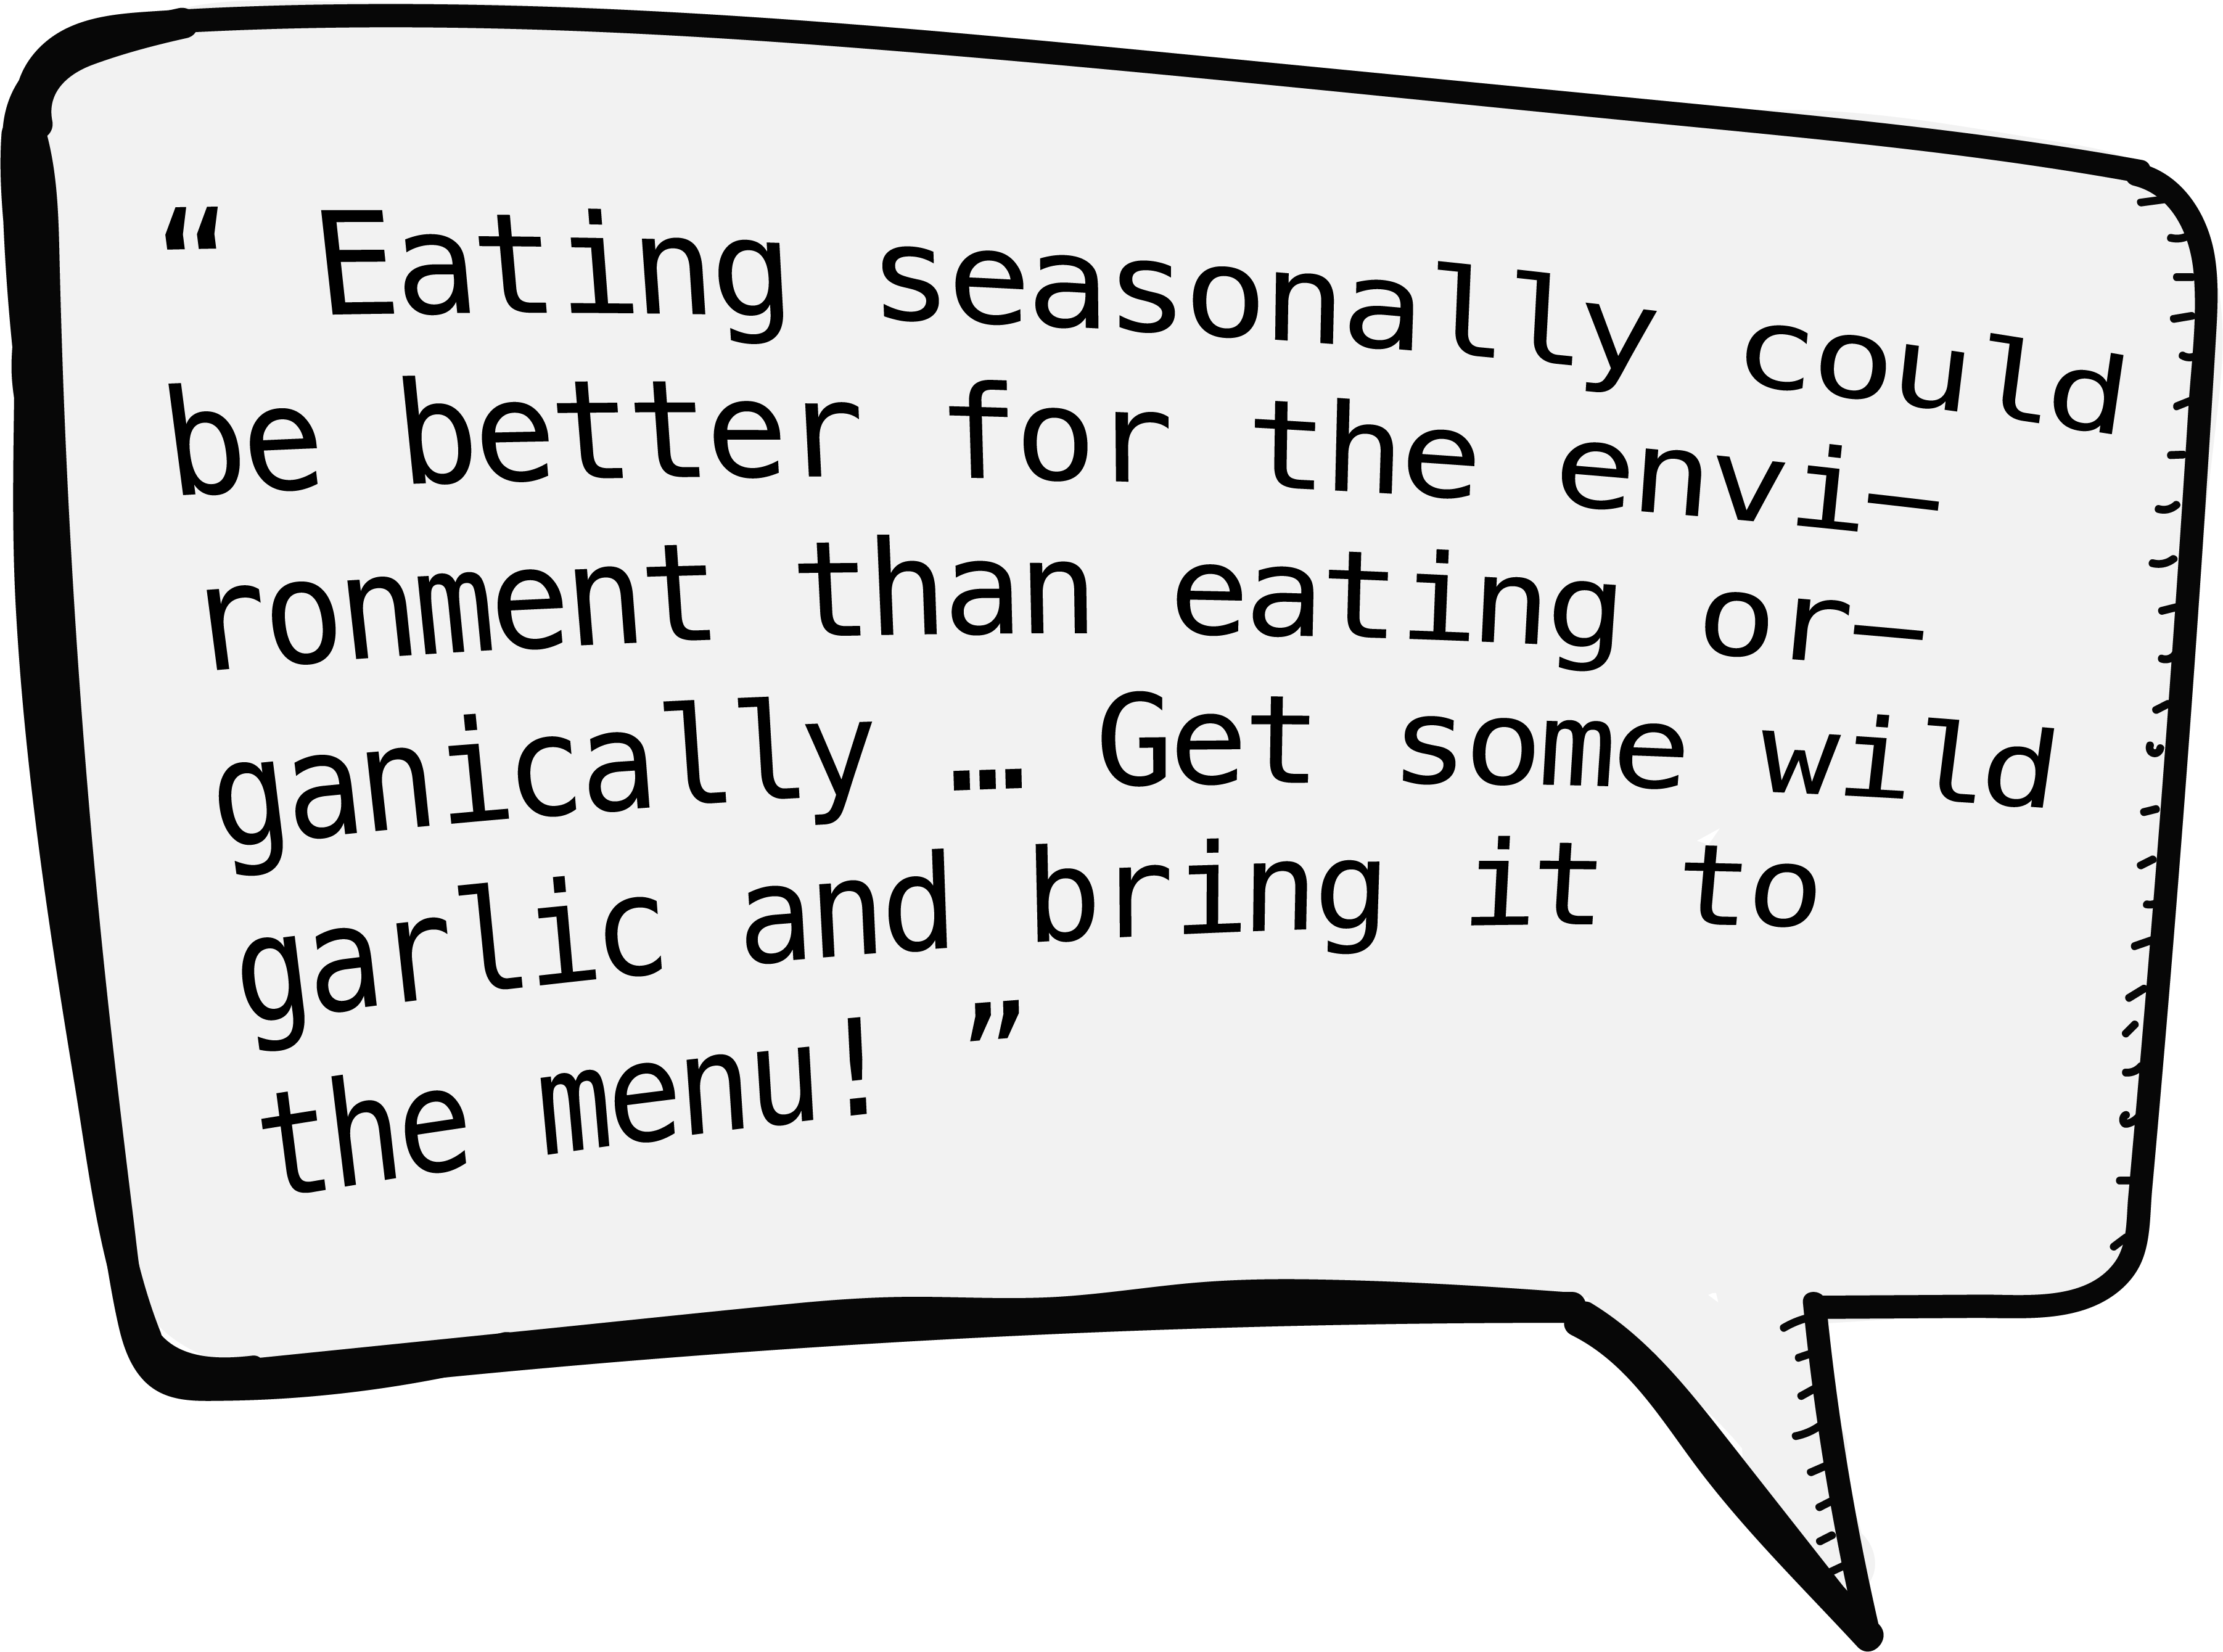 “ Eating seasonally could
be better for the envi–
ronment than eating or–
ganically … Get some wild
garlic and bring it to
the menu! ”